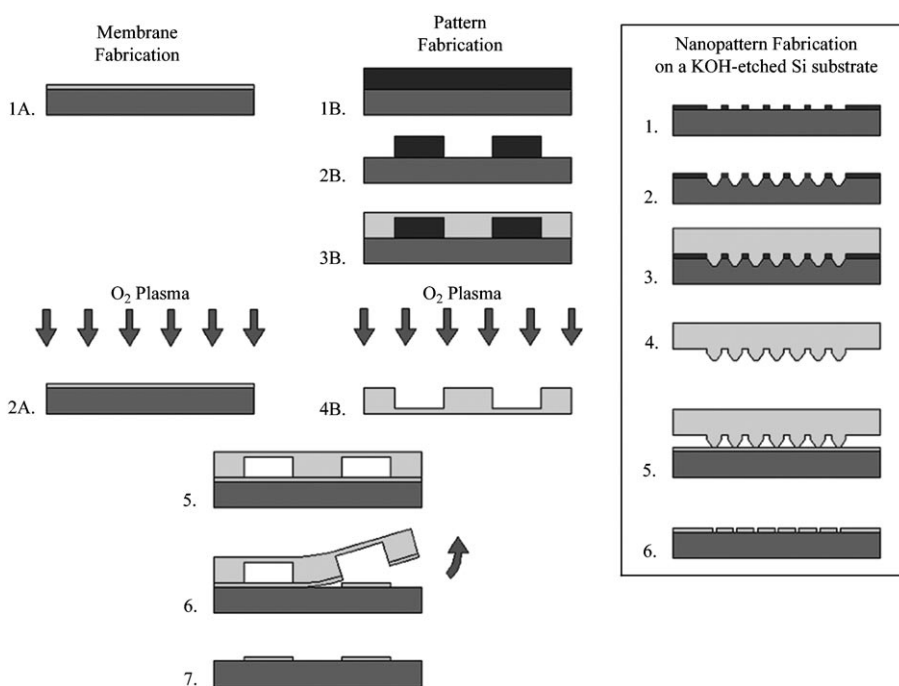 Membrane
Fabrication
1A.
O₂ Plasma
2A.
Pattern
Fabrication
1B.
2B.
3B.
O₂ Plasma
4B.
5.
6.
7.
Nanopattern Fabrication
on a KOH-etched Si substrate
1.
2.
3.
4.
5.
6.